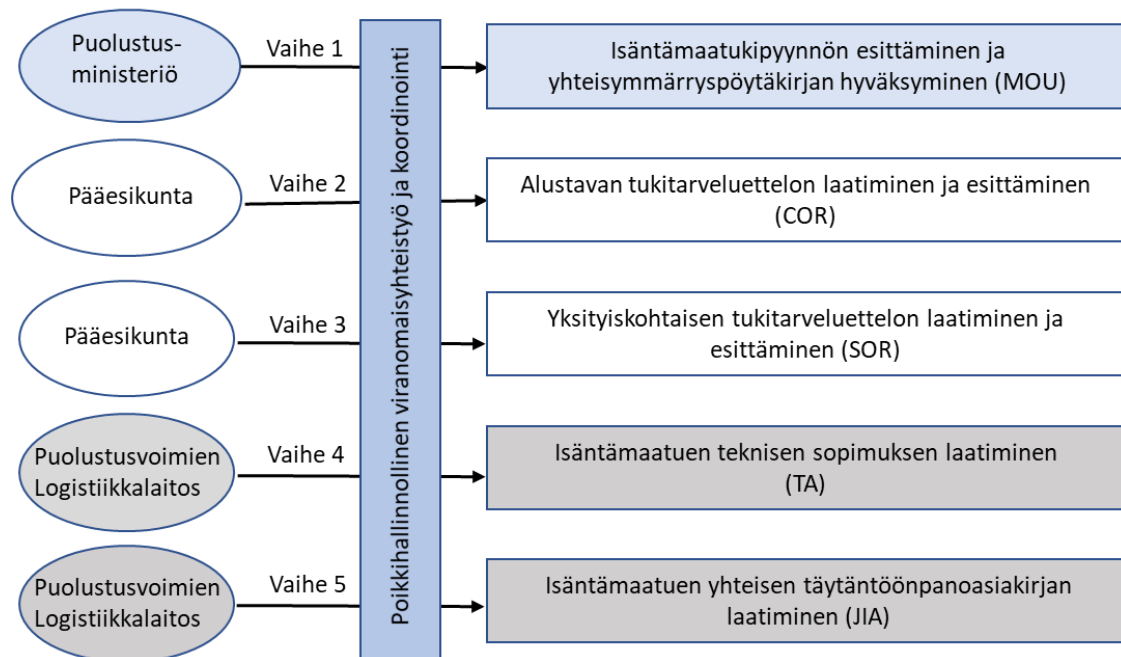 Puolustus-
ministeriö
Vaihe 1
Isäntämaatukipyynnön esittäminen ja
yhteisymmärryspöytäkirjan hyväksyminen (MOU)
Poikkihallinnollinen viranomaisyhteistyö ja koordinointi
Pääesikunta
Vaihe 2
Alustavan tukitarveluettelon laatiminen ja esittäminen
(COR)
Pääesikunta
Vaihe 3
Yksityiskohtaisen tukitarveluettelon laatiminen ja
esittäminen (SOR)
Puolustusvoimien
Logistiikkalaitos
Vaihe 4
Isäntämaatuen teknisen sopimuksen laatiminen
(TA)
Puolustusvoimien
Logistiikkalaitos
Vaihe 5
Isäntämaatuen yhteisen täytäntöönpanoasiakirjan
laatiminen (JIA)